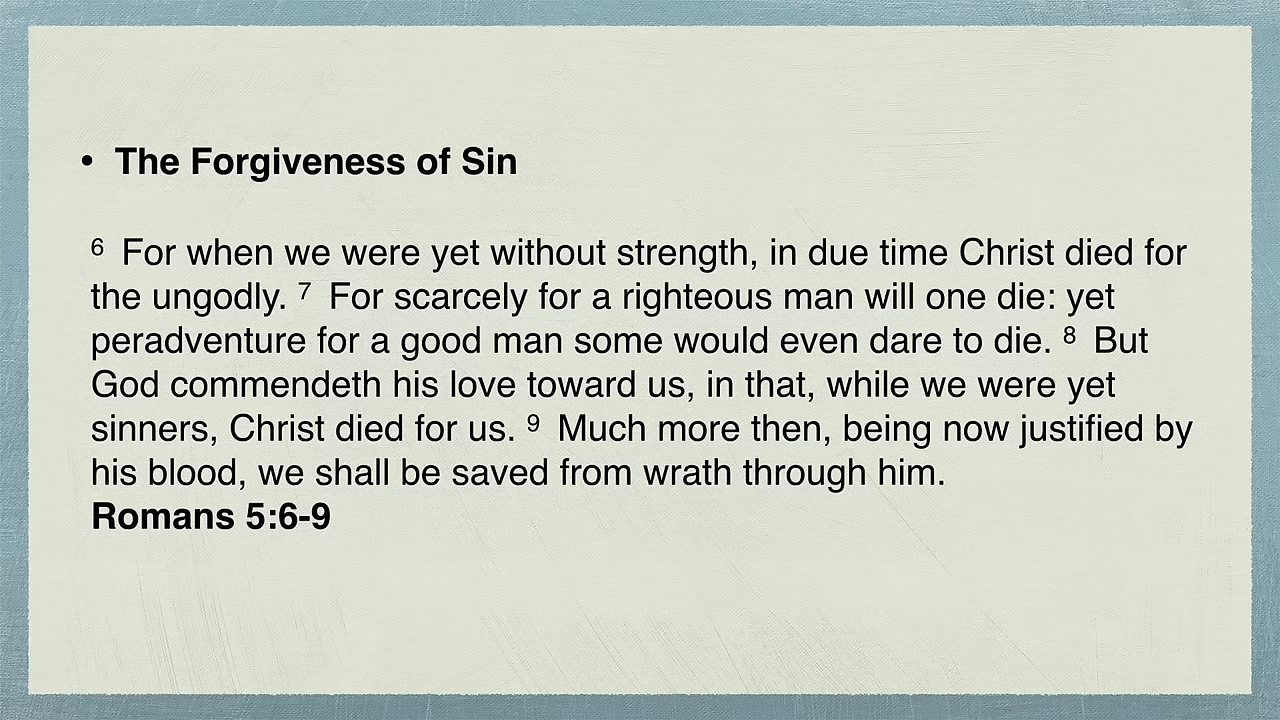 • The Forgiveness of Sin
6 For when we were yet without strength, in due time Christ died for
the ungodly. 7 For scarcely for a righteous man will one die: yet
peradventure for a good man some would even dare to die. 8 But
God commendeth his love toward us, in that, while we were yet
sinners, Christ died for us. 9 Much more then, being now justified by
his blood, we shall be saved from wrath through him.
Romans 5:6-9